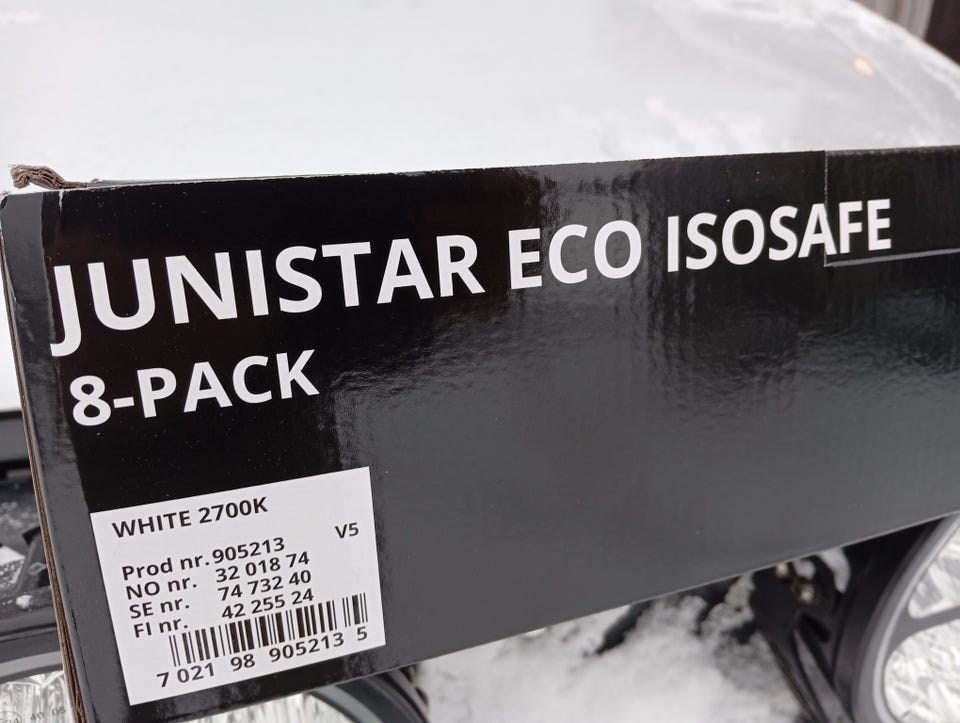 JUNISTAR ECO ISOSAFE
8-PACK
WHITE 2700K
V5
Prod nr. 905213
NO nr. 32 018 74
SE nr. 74 732 40
FI nr. 42 255 24
7 021 98 905213 5